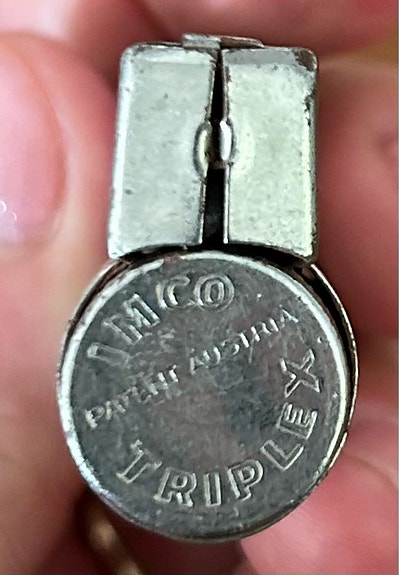 IMCO
PATENT AUSTRIA
TRIPLEX